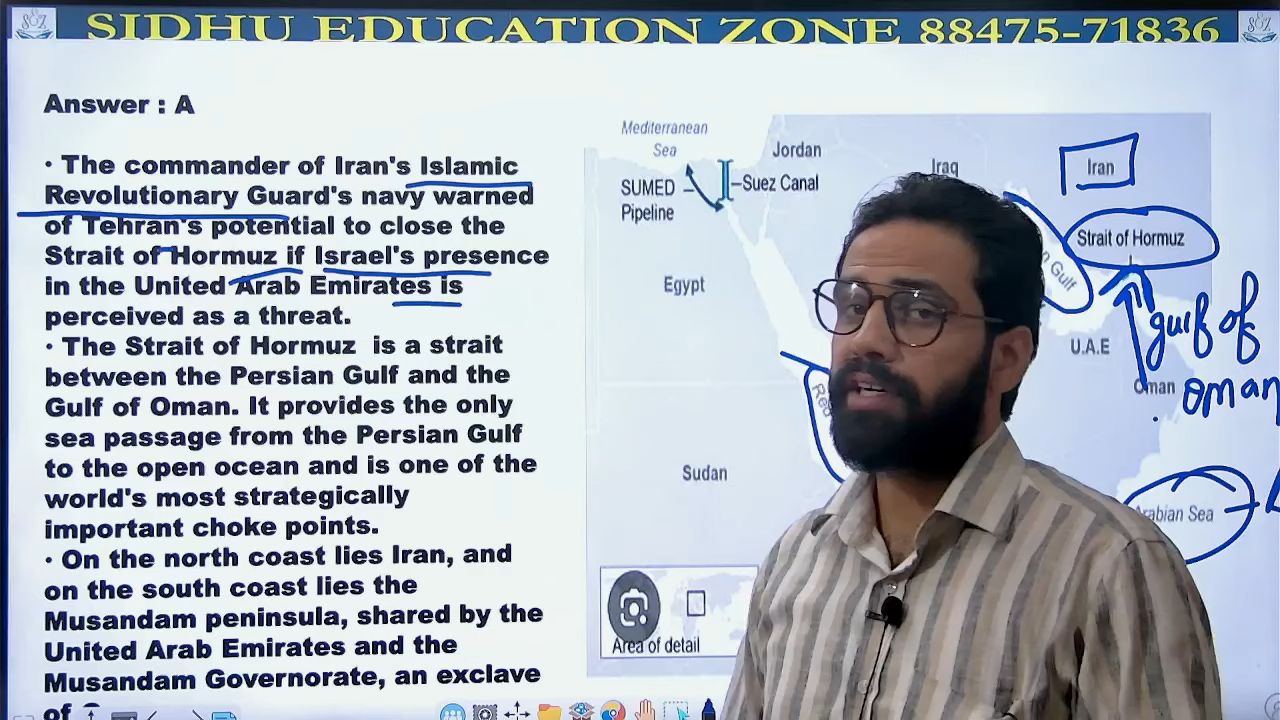 SIDHU EDUCATION ZONE 88475-71836
Answer : A
· The commander of Iran's Islamic
Revolutionary Guard's navy warned
of Tehran's potential to close the
Strait of Hormuz if Israel's presence
in the United Arab Emirates is
perceived as a threat.
· The Strait of Hormuz is a strait
between the Persian Gulf and the
Gulf of Oman. It provides the only
sea passage from the Persian Gulf
to the open ocean and is one of the
world's most strategically
important choke points.
· On the north coast lies Iran, and
on the south coast lies the
Musandam peninsula, shared by the
United Arab Emirates and the
Musandam Governorate, an exclave
of
Mediterranean
Sea
Jordan
Iraq
Iran
SUMED
Pipeline
Suez Canal
Strait of Hormuz
Gulf
Egypt
U.A.E
gulf of
oman
Oman
Red
Sudan
Arabian Sea
Area of detail